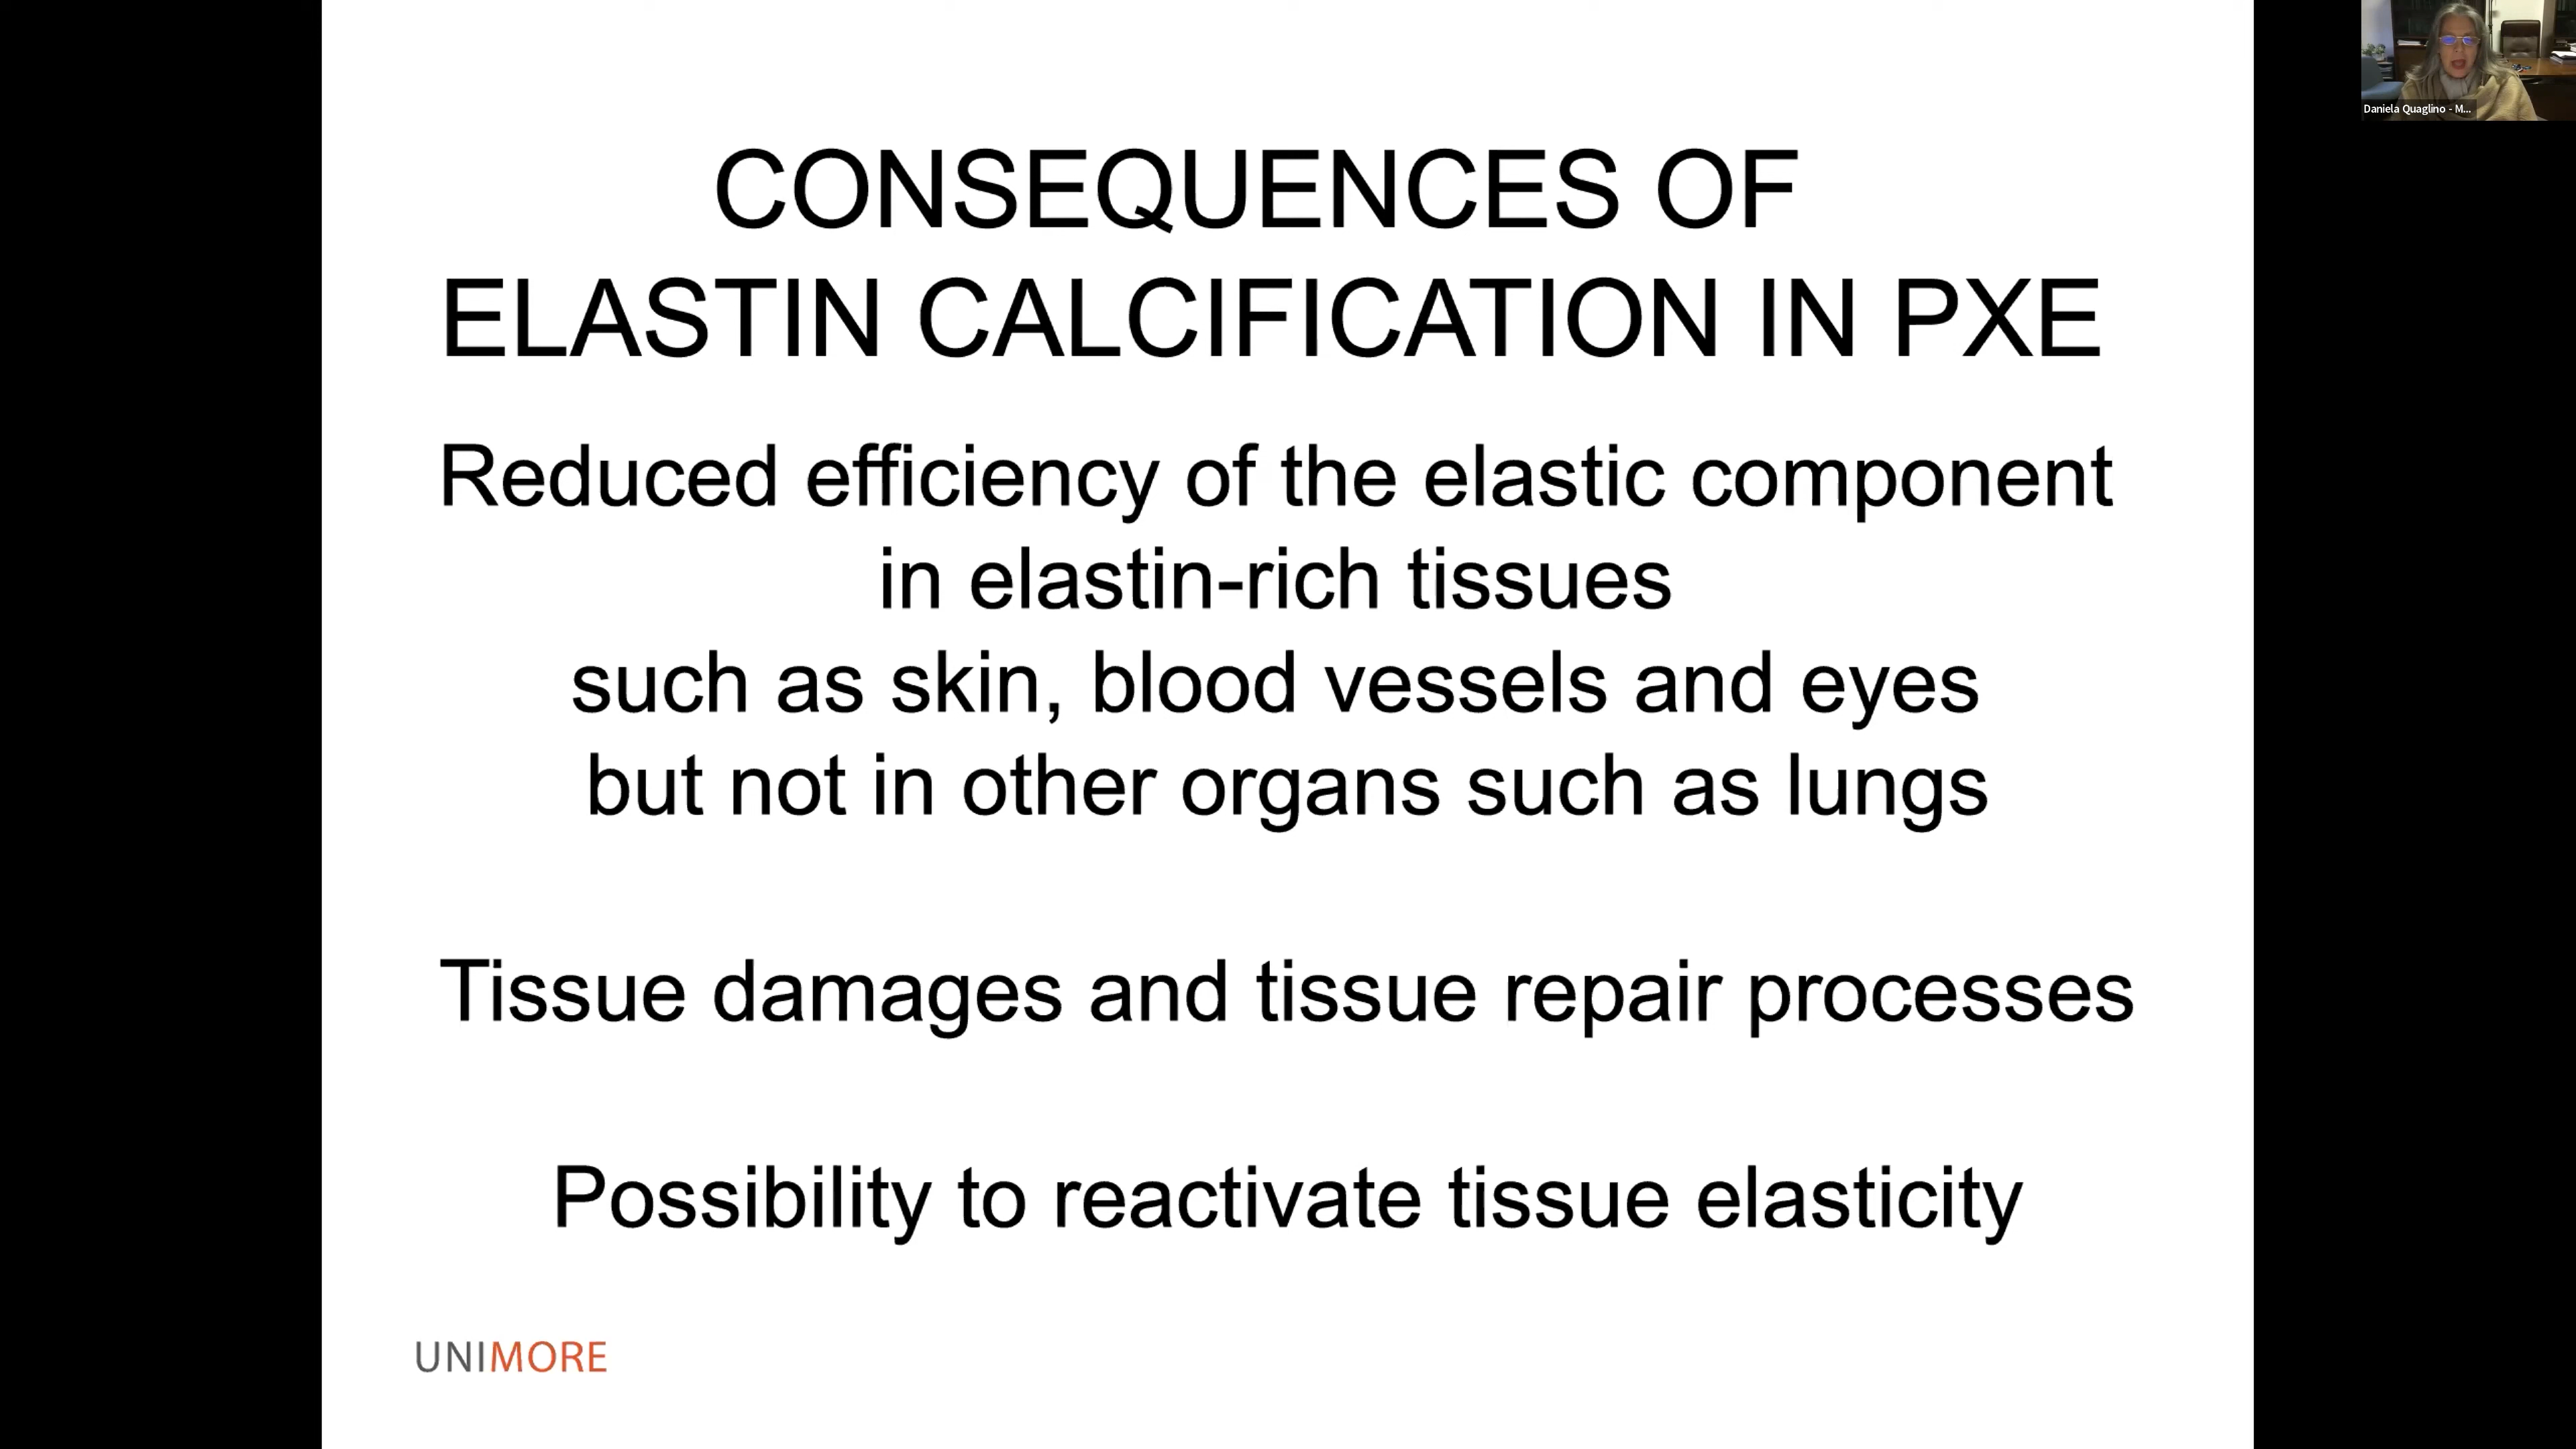 Daniela Quaglino - M...
CONSEQUENCES OF
ELASTIN CALCIFICATION IN PXE
Reduced efficiency of the elastic component
in elastin-rich tissues
such as skin, blood vessels and eyes
but not in other organs such as lungs
Tissue damages and tissue repair processes
Possibility to reactivate tissue elasticity
UNIMORE